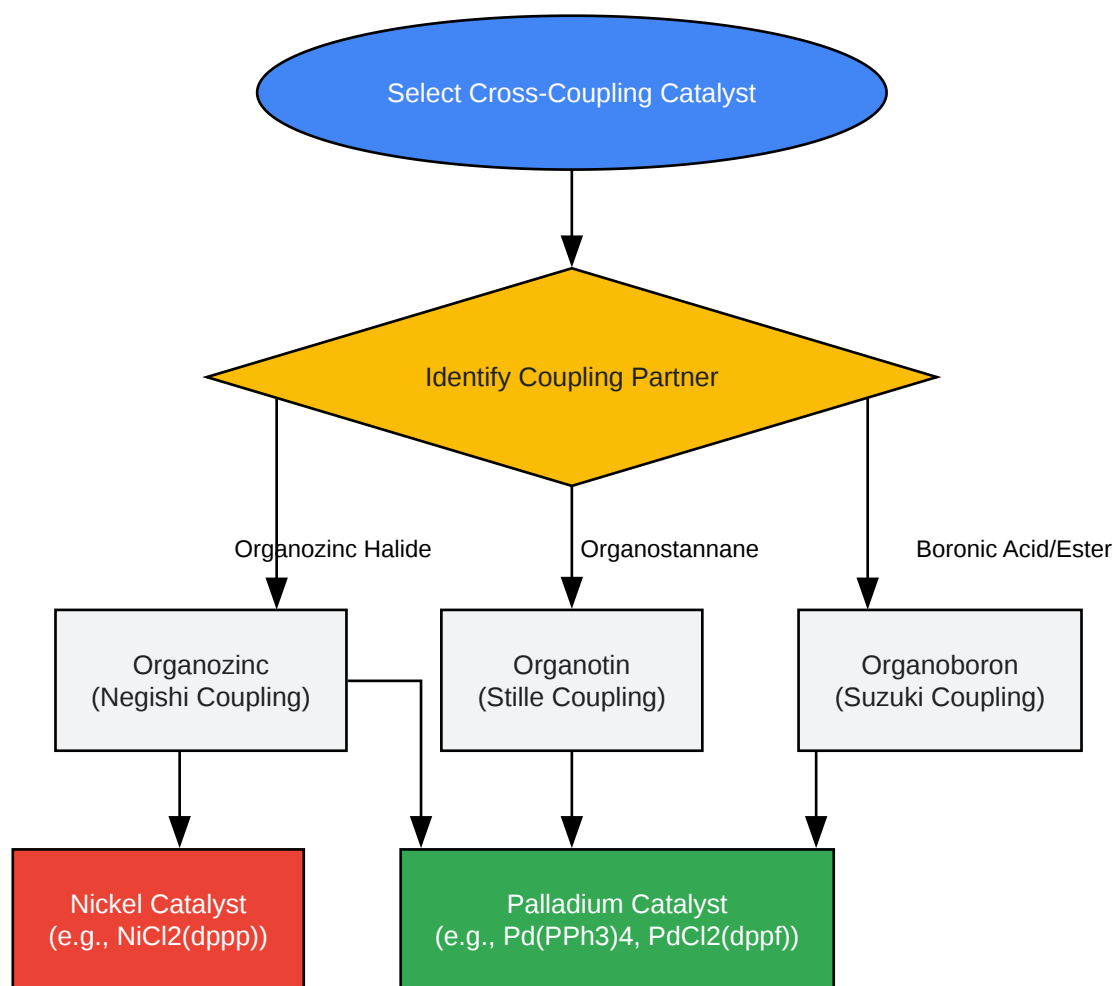 Select Cross-Coupling Catalyst
Identify Coupling Partner
Organozinc Halide
Organostannane
Boronic Acid/Ester
Organozinc
(Negishi Coupling)
Organotin
(Stille Coupling)
Organoboron
(Suzuki Coupling)
Nickel Catalyst
(e.g., NiCl2(dppp))
Palladium Catalyst
(e.g., Pd(PPh3)4, PdCl2(dppf))